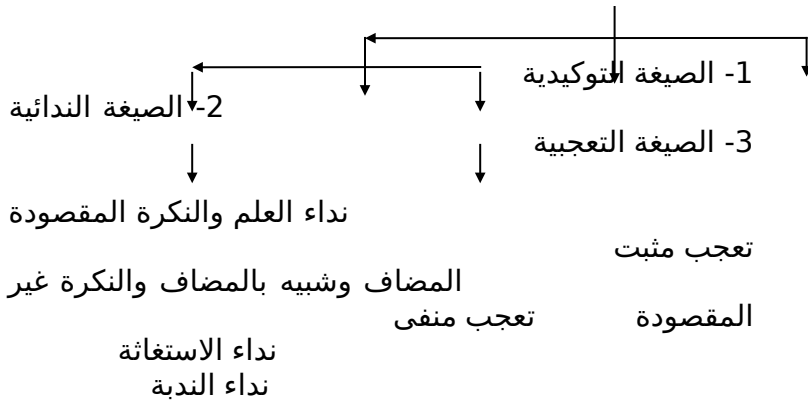 1- الصيغة التوكيدية
2- الصيغة الندائية
3- الصيغة التعجبية
نداء العلم والنكرة المقصودة
تعجب مثبت
المضاف وشبيه بالمضاف والنكرة غير
المقصودة تعجب منفى
نداء الاستغاثة
نداء الندبة